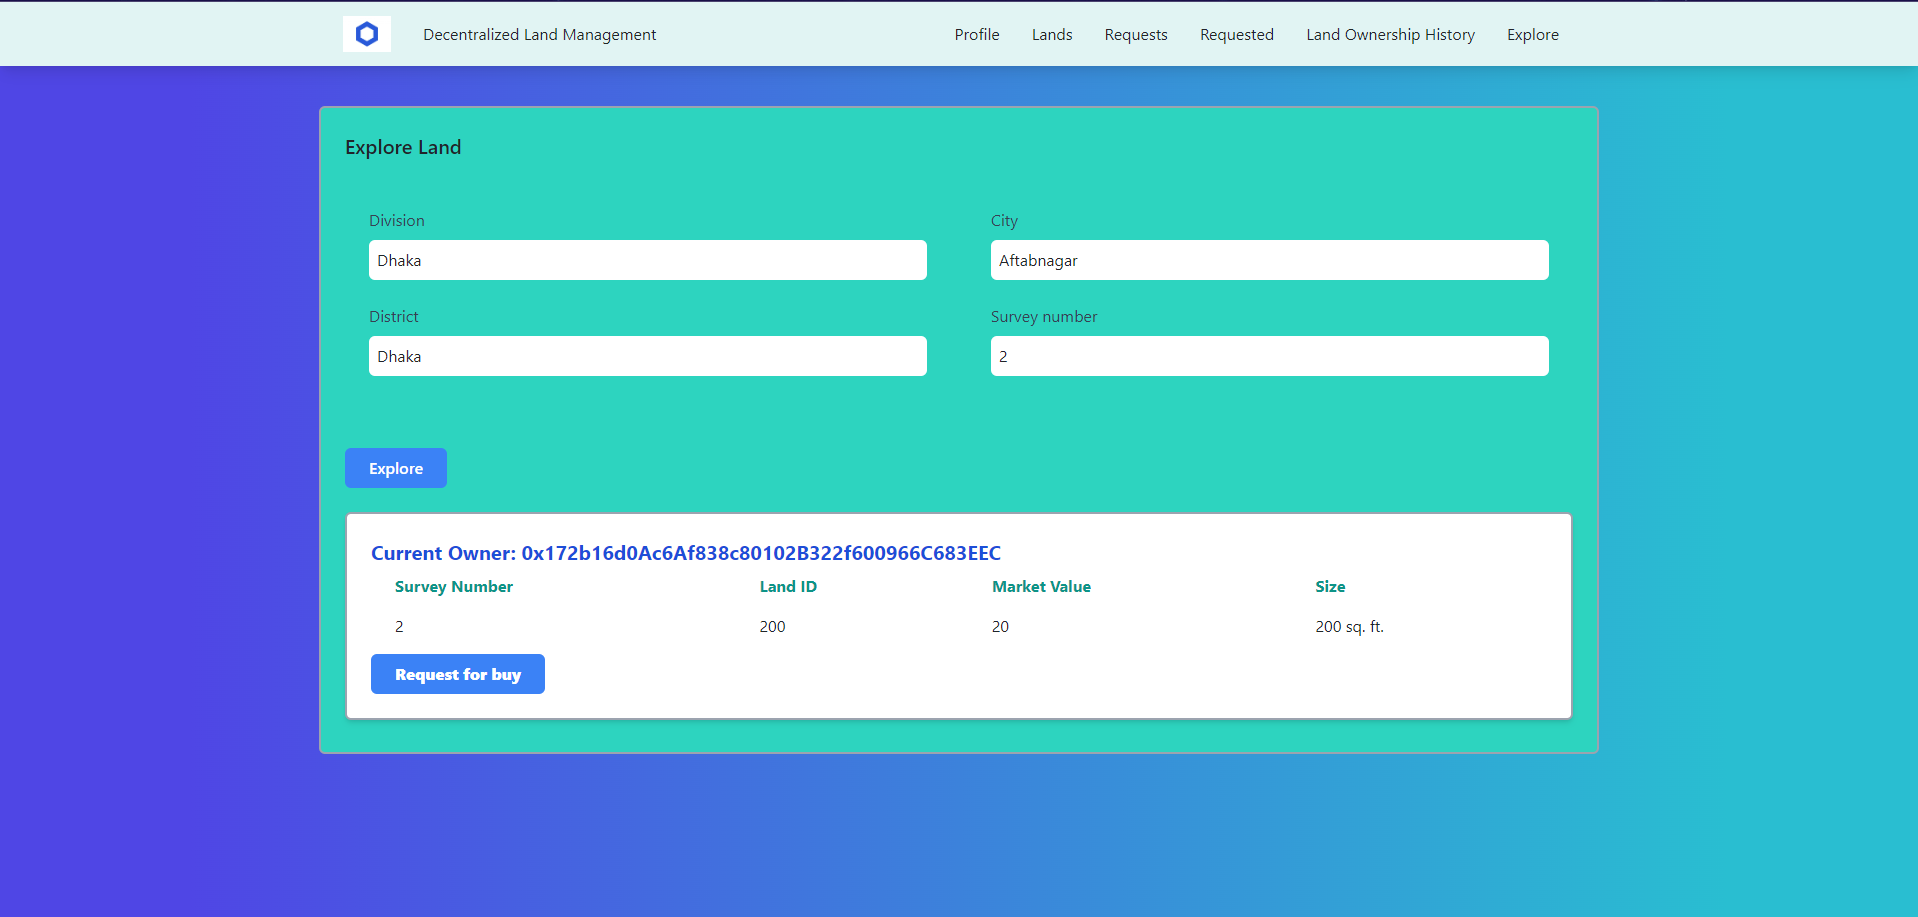 Decentralized Land Management Profile Lands Requests Requested Land Ownership History Explore
Explore Land
Division City
Dhaka Aftabnagar
District Survey number
Dhaka 2
Explore
Current Owner: 0x172b16d0Ac6Af838c80102B322f600966C683EEC
Survey Number Land ID Market Value Size
2 200 20 200 sq. ft.
Request for buy